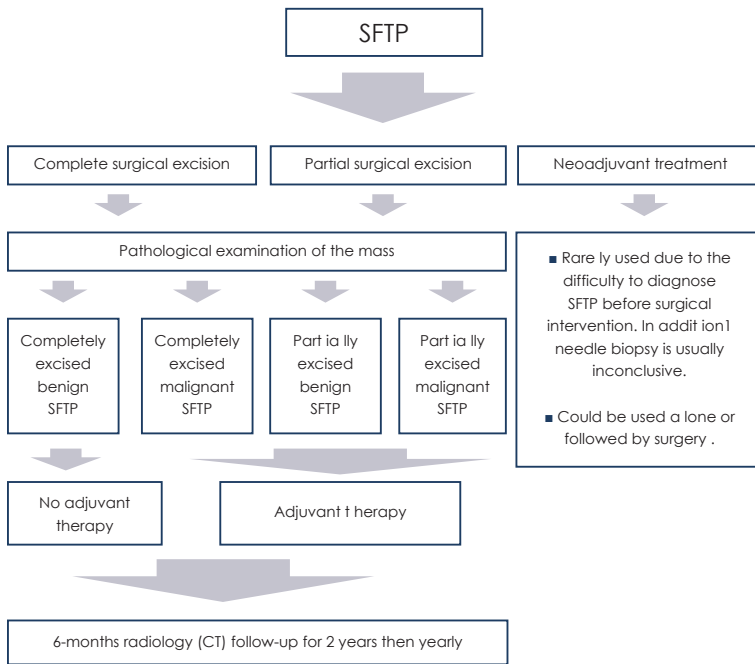 SFTP
Complete surgical excision
Partial surgical excision
Neoadjuvant treatment
Pathological examination of the mass
■ Rare ly used due to the
difficulty to diagnose
SFTP before surgical
intervention. In addit ion1
needle biopsy is usually
inconclusive.
■ Could be used a lone or
followed by surgery .
Completely
excised
benign
SFTP
Completely
excised
malignant
SFTP
Part ia lly
excised
benign
SFTP
Part ia lly
excised
malignant
SFTP
No adjuvant
therapy
Adjuvant t herapy
6-months radiology (CT) follow-up for 2 years then yearly